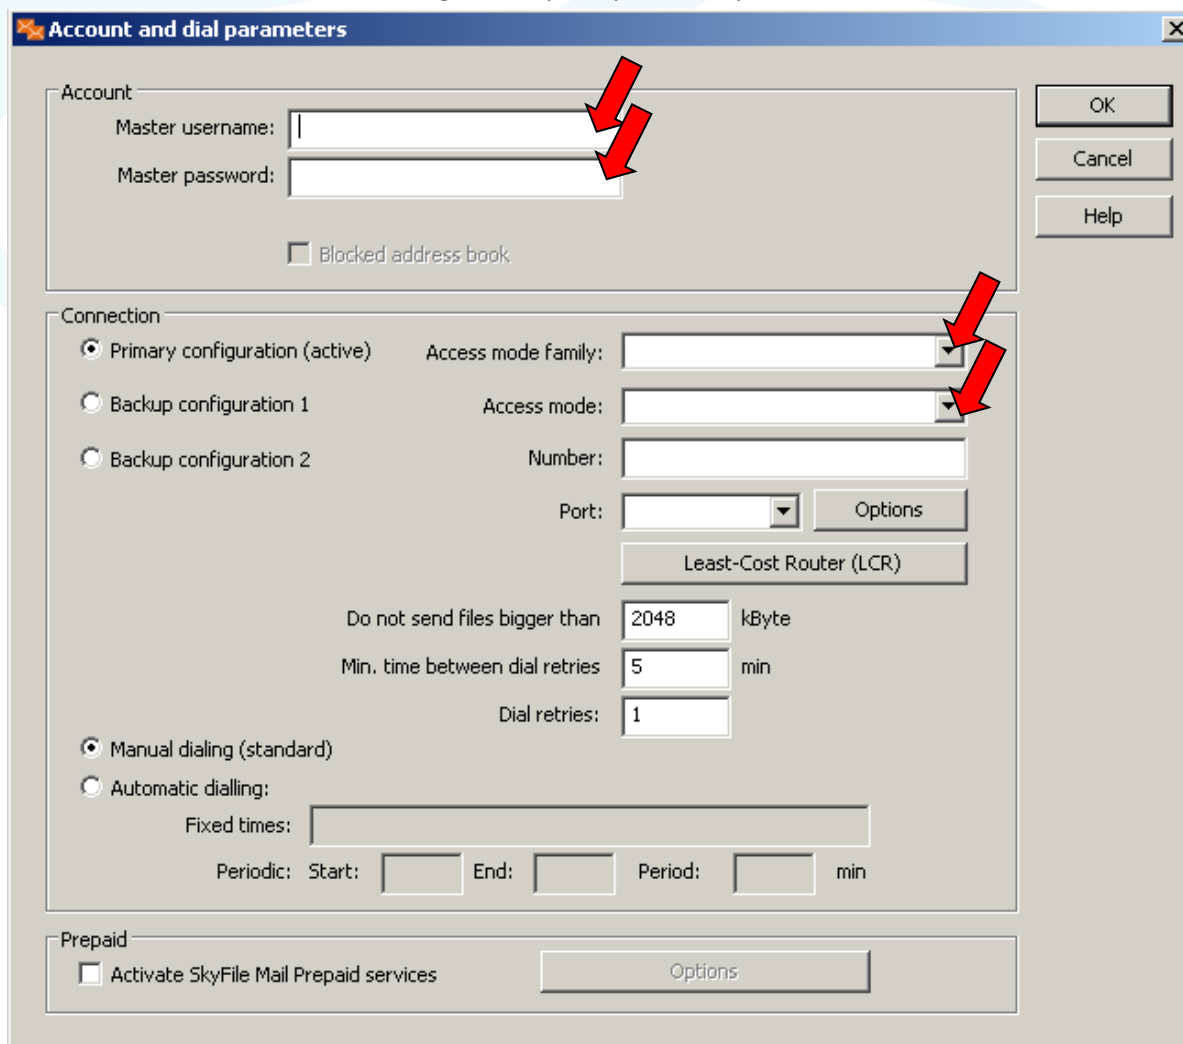 Account and dial parameters
Account
Master username:
Master password:
Blocked address book
OK
Cancel
Help
Connection
Primary configuration (active)
Access mode family:
Backup configuration 1
Access mode:
Backup configuration 2
Number:
Port:
Options
Least-Cost Router (LCR)
Do not send files bigger than 2048 kByte
Min. time between dial retries 5 min
Dial retries: 1
Manual dialing (standard)
Automatic dialling:
Fixed times:
Periodic: Start: End: Period: min
Prepaid
Activate SkyFile Mail Prepaid services
Options